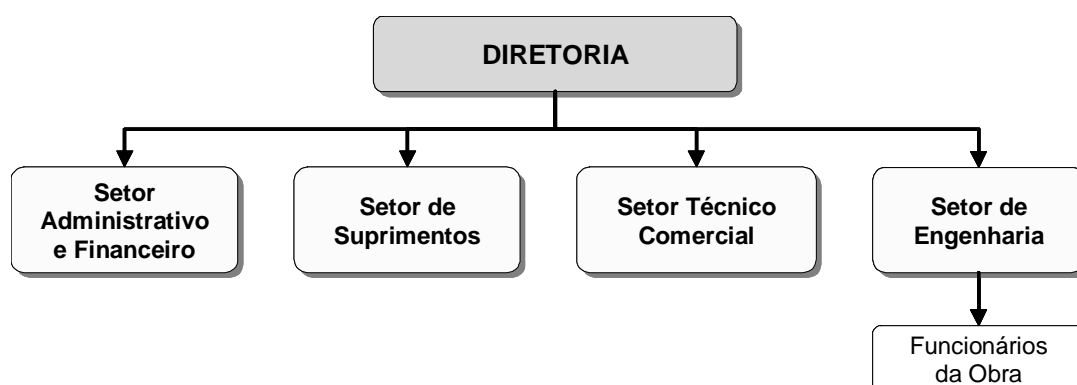 DIRETORIA
Setor
Administrativo
e Financeiro
Setor de
Suprimentos
Setor Técnico
Comercial
Setor de
Engenharia
Funcionários
da Obra